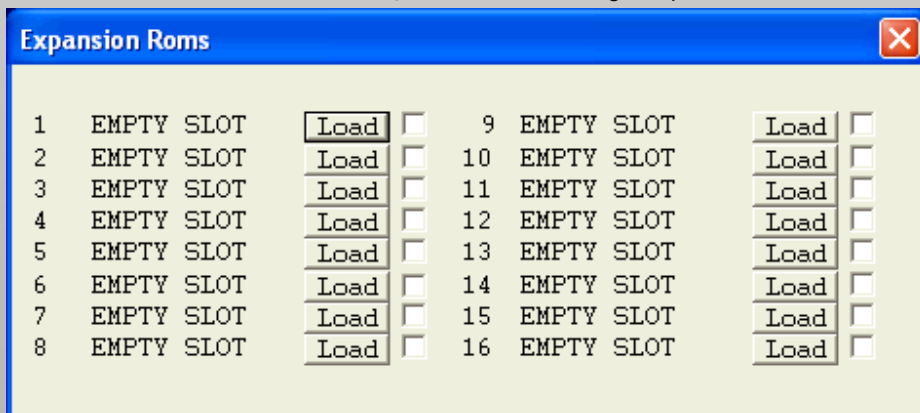 Expansion Roms
1 EMPTY SLOT Load 9 EMPTY SLOT Load
2 EMPTY SLOT Load 10 EMPTY SLOT Load
3 EMPTY SLOT Load 11 EMPTY SLOT Load
4 EMPTY SLOT Load 12 EMPTY SLOT Load
5 EMPTY SLOT Load 13 EMPTY SLOT Load
6 EMPTY SLOT Load 14 EMPTY SLOT Load
7 EMPTY SLOT Load 15 EMPTY SLOT Load
8 EMPTY SLOT Load 16 EMPTY SLOT Load